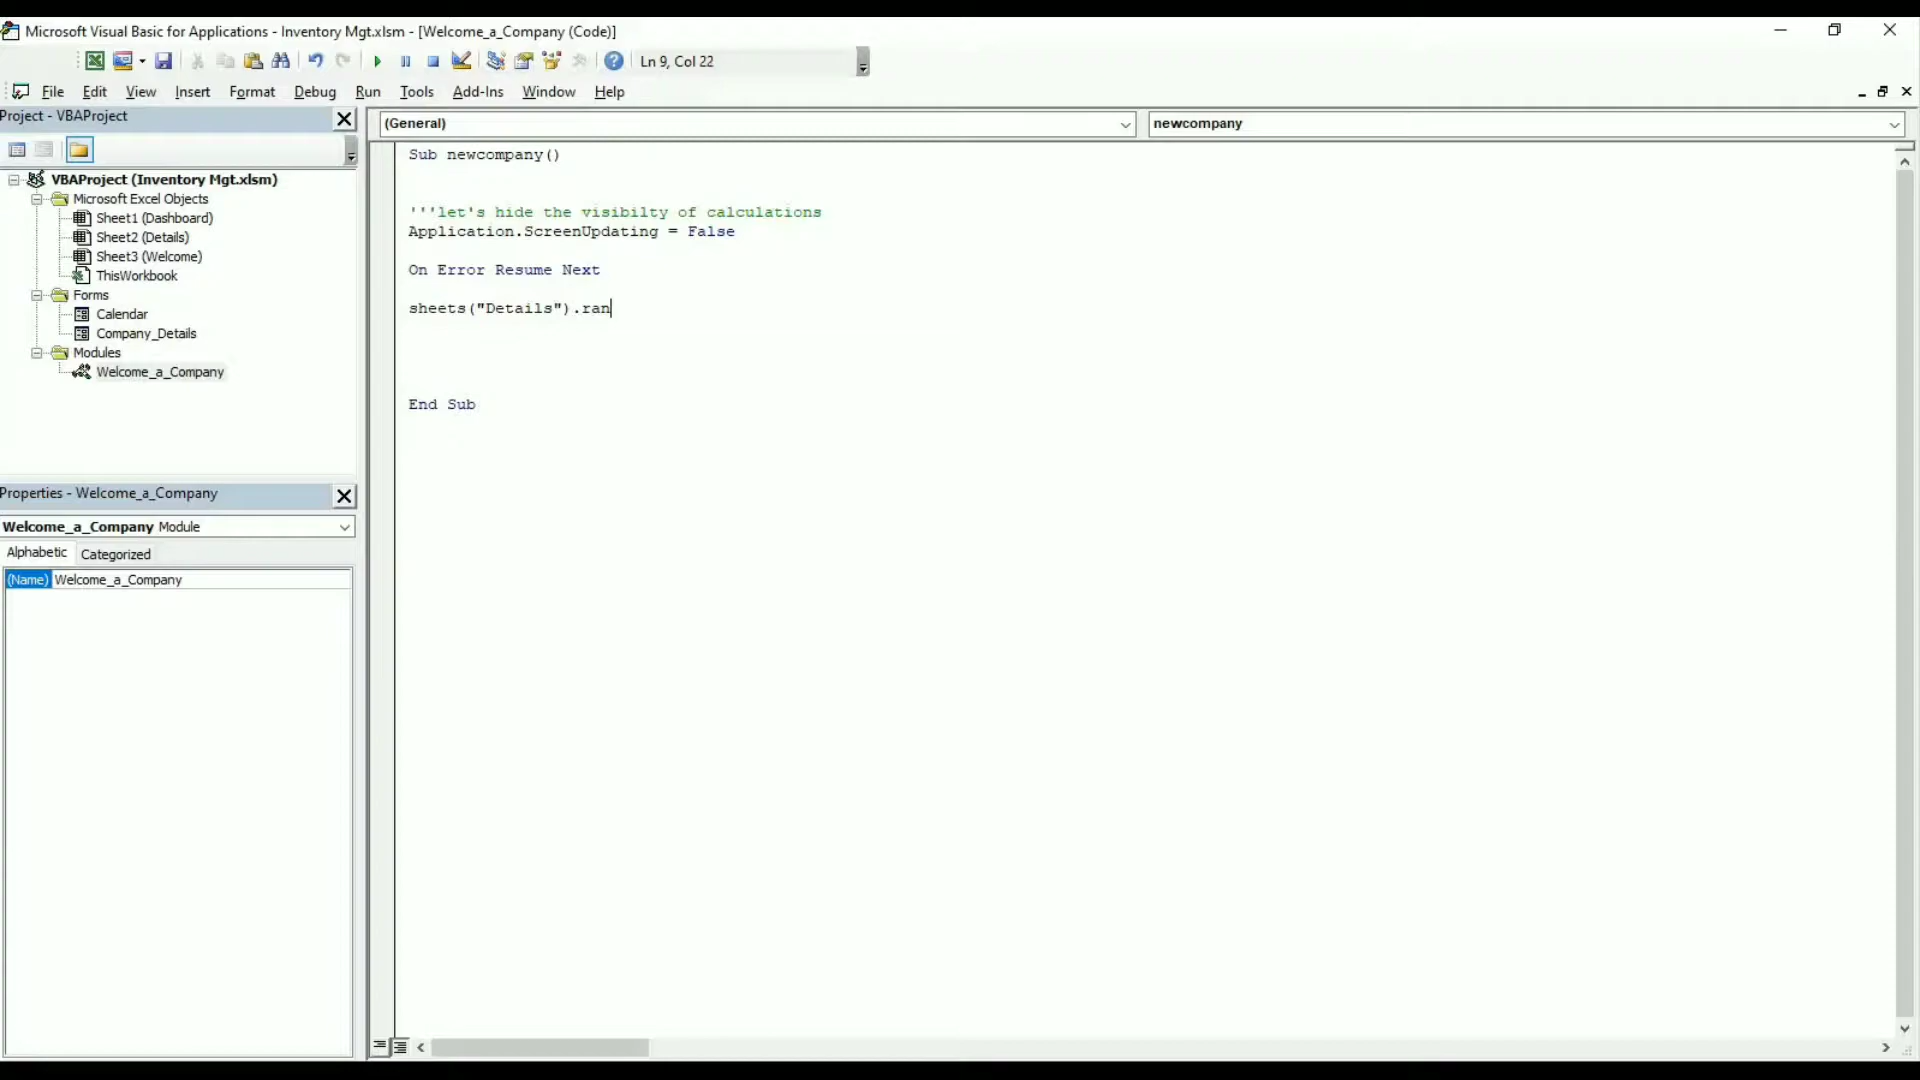 Microsoft Visual Basic for Applications - Inventory Mgt.xlsm - [Welcome_a_Company (Code)]
Ln 9, Col 22
File Edit View Insert Format Debug Run Tools Add-Ins Window Help
Project - VBAProject
(General)
newcompany
VBAProject (Inventory Mgt.xlsm)
Microsoft Excel Objects
Sheet1 (Dashboard)
Sheet2 (Details)
Sheet3 (Welcome)
ThisWorkbook
Forms
Calendar
Company_Details
Modules
Welcome_a_Company
Properties - Welcome_a_Company
Welcome_a_Company Module
Alphabetic Categorized
(Name) Welcome_a_Company
Sub newcompany()
'''let's hide the visibilty of calculations
Application.ScreenUpdating = False
On Error Resume Next
sheets("Details").ran
End Sub